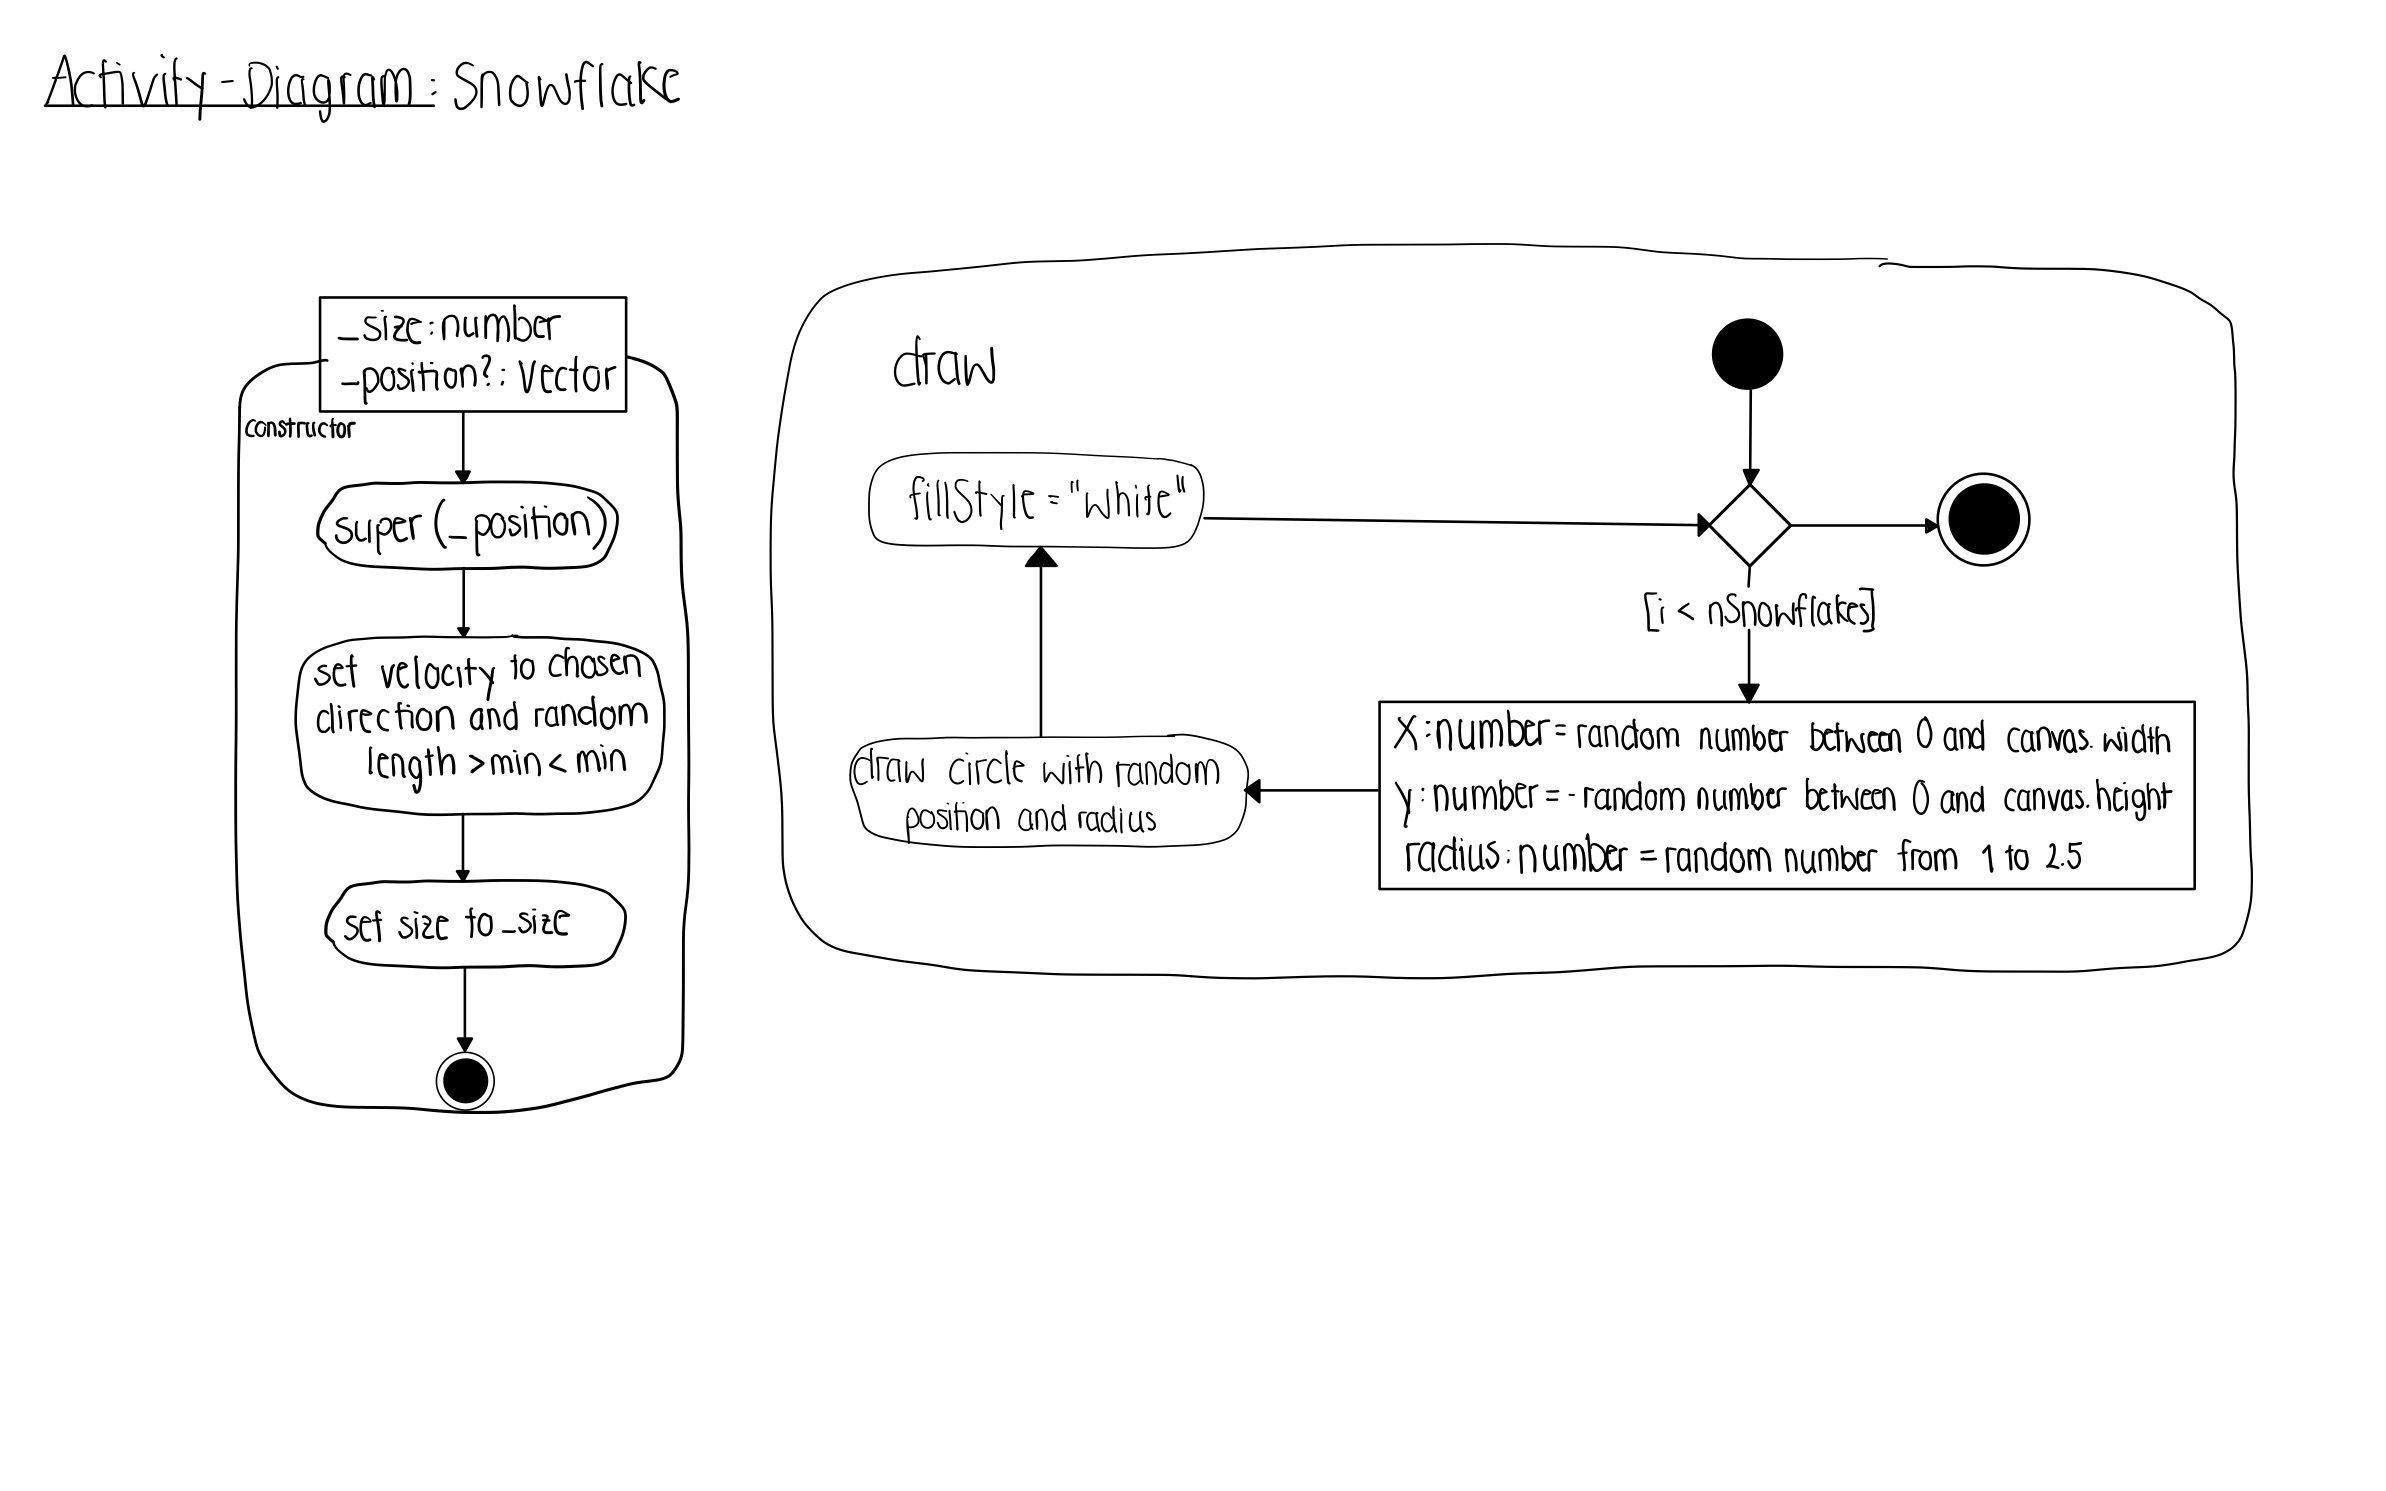 Activity-Diagram: Snowflake
_size: number
_position?: Vector
constructor
super(_position)
set velocity to chosen
direction and random
length > min < min
set size to _size
draw
fillStyle = "white"
[i < nSnowflakes]
X: number = random number between 0 and canvas.width
y: number = - random number between 0 and canvas.height
radius: number = random number from 1 to 2.5
draw circle with random
position and radius